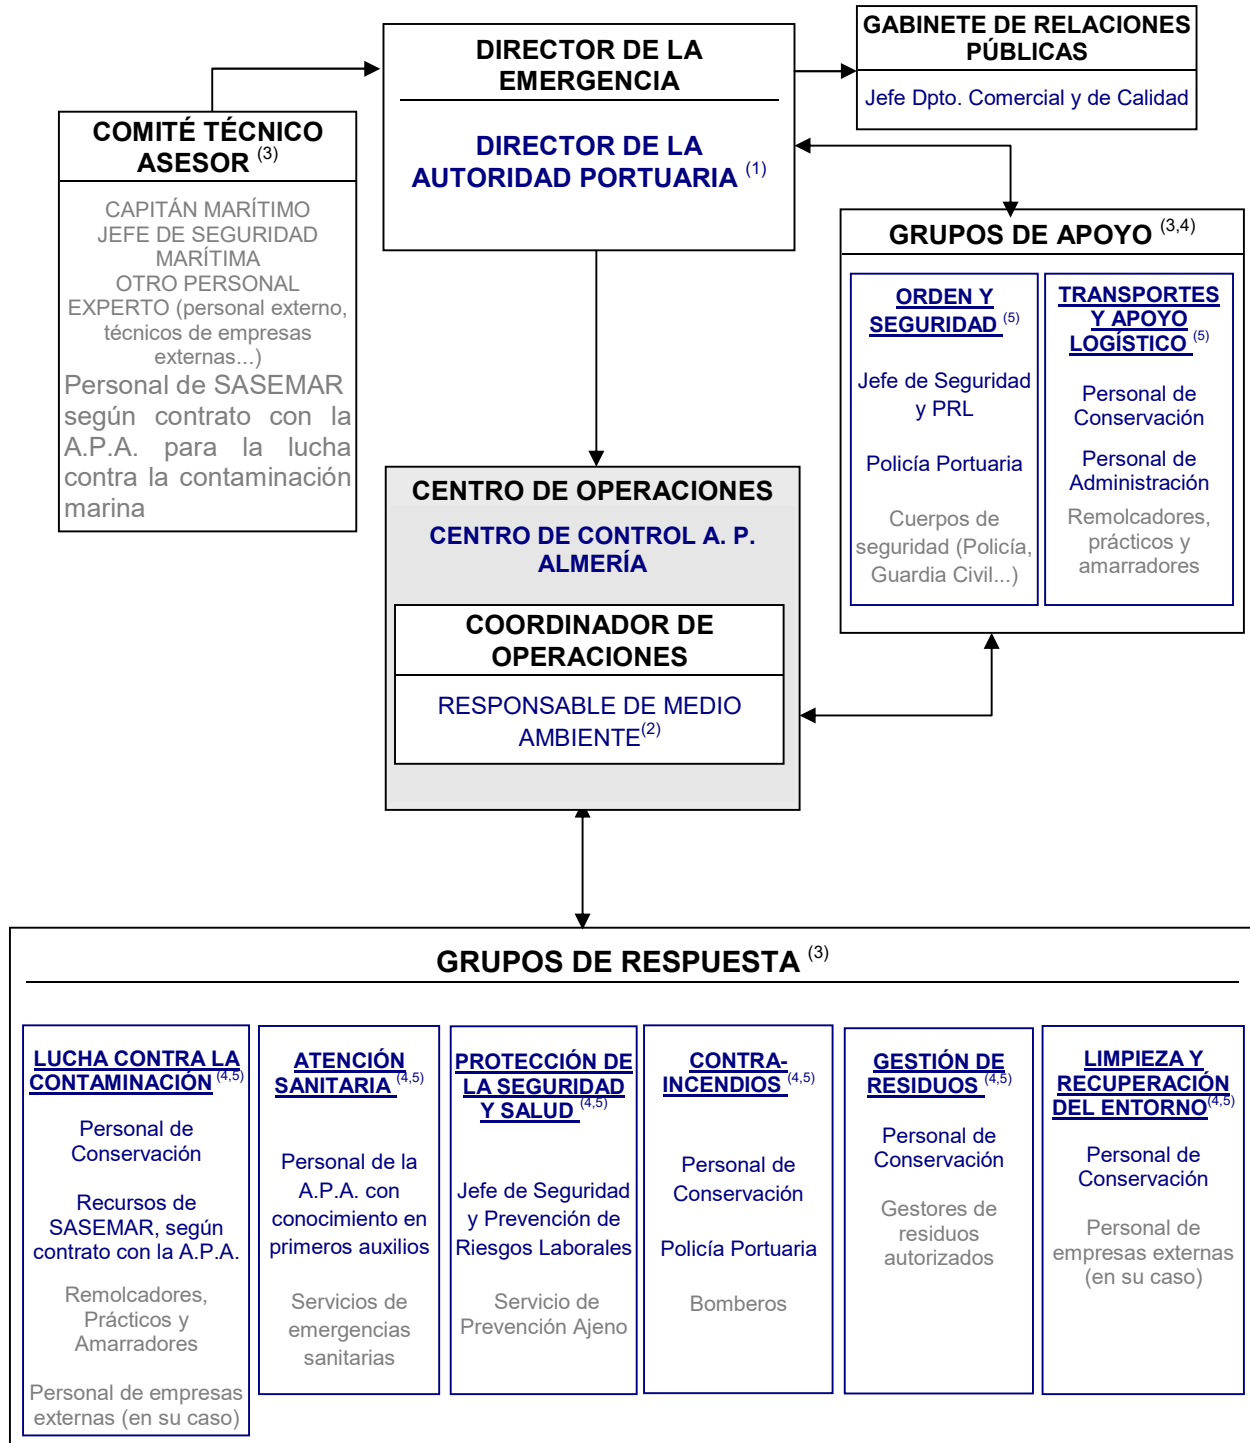 DIRECTOR DE LA
EMERGENCIA
DIRECTOR DE LA
AUTORIDAD PORTUARIA (1)
GABINETE DE RELACIONES
PÚBLICAS
Jefe Dpto. Comercial y de Calidad
COMITÉ TÉCNICO
ASESOR (3)
CAPITÁN MARÍTIMO
JEFE DE SEGURIDAD
MARÍTIMA
OTRO PERSONAL
EXPERTO (personal externo,
técnicos de empresas
externas...)
Personal de SASEMAR
según contrato con la
A.P.A. para la lucha
contra la contaminación
marina
GRUPOS DE APOYO (3,4)
ORDEN Y
SEGURIDAD (5)
Jefe de Seguridad
y PRL
Policía Portuaria
Cuerpos de
seguridad (Policía,
Guardia Civil...)
TRANSPORTES
Y APOYO
LOGÍSTICO (5)
Personal de
Conservación
Personal de
Administración
Remolcadores,
prácticos y
amarradores
CENTRO DE OPERACIONES
CENTRO DE CONTROL A. P.
ALMERÍA
COORDINADOR DE
OPERACIONES
RESPONSABLE DE MEDIO
AMBIENTE(2)
GRUPOS DE RESPUESTA (3)
LUCHA CONTRA LA
CONTAMINACIÓN (4,5)
Personal de
Conservación
Recursos de
SASEMAR, según
contrato con la A.P.A.
Remolcadores,
Prácticos y
Amarradores
Personal de empresas
externas (en su caso)
ATENCIÓN
SANITARIA (4,5)
Personal de la
A.P.A. con
conocimiento en
primeros auxilios
Servicios de
emergencias
sanitarias
PROTECCIÓN DE
LA SEGURIDAD
Y SALUD (4,5)
Jefe de Seguridad
y Prevención de
Riesgos Laborales
Servicio de
Prevención Ajeno
CONTRA-
INCENDIOS (4,5)
Personal de
Conservación
Policía Portuaria
Bomberos
GESTIÓN DE
RESIDUOS (4,5)
Personal de
Conservación
Gestores de
residuos
autorizados
LIMPIEZA Y
RECUPERACIÓN
DEL ENTORNO(4,5)
Personal de
Conservación
Personal de
empresas externas
(en su caso)